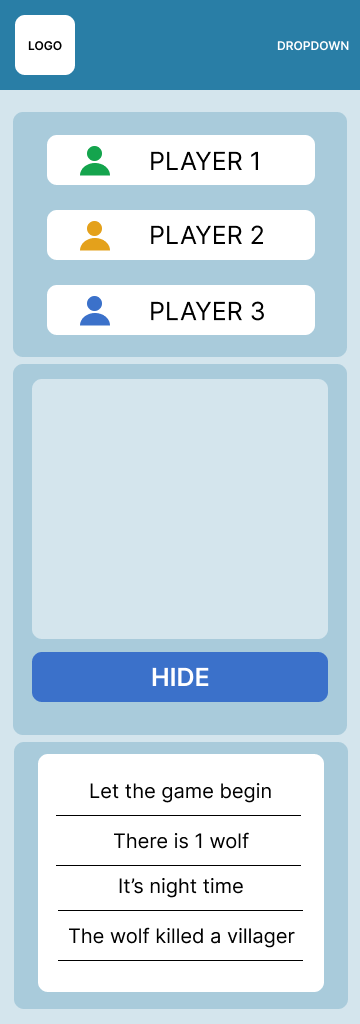 LOGO
DROPDOWN
PLAYER 1
PLAYER 2
PLAYER 3
HIDE
Let the game begin
There is 1 wolf
It’s night time
The wolf killed a villager